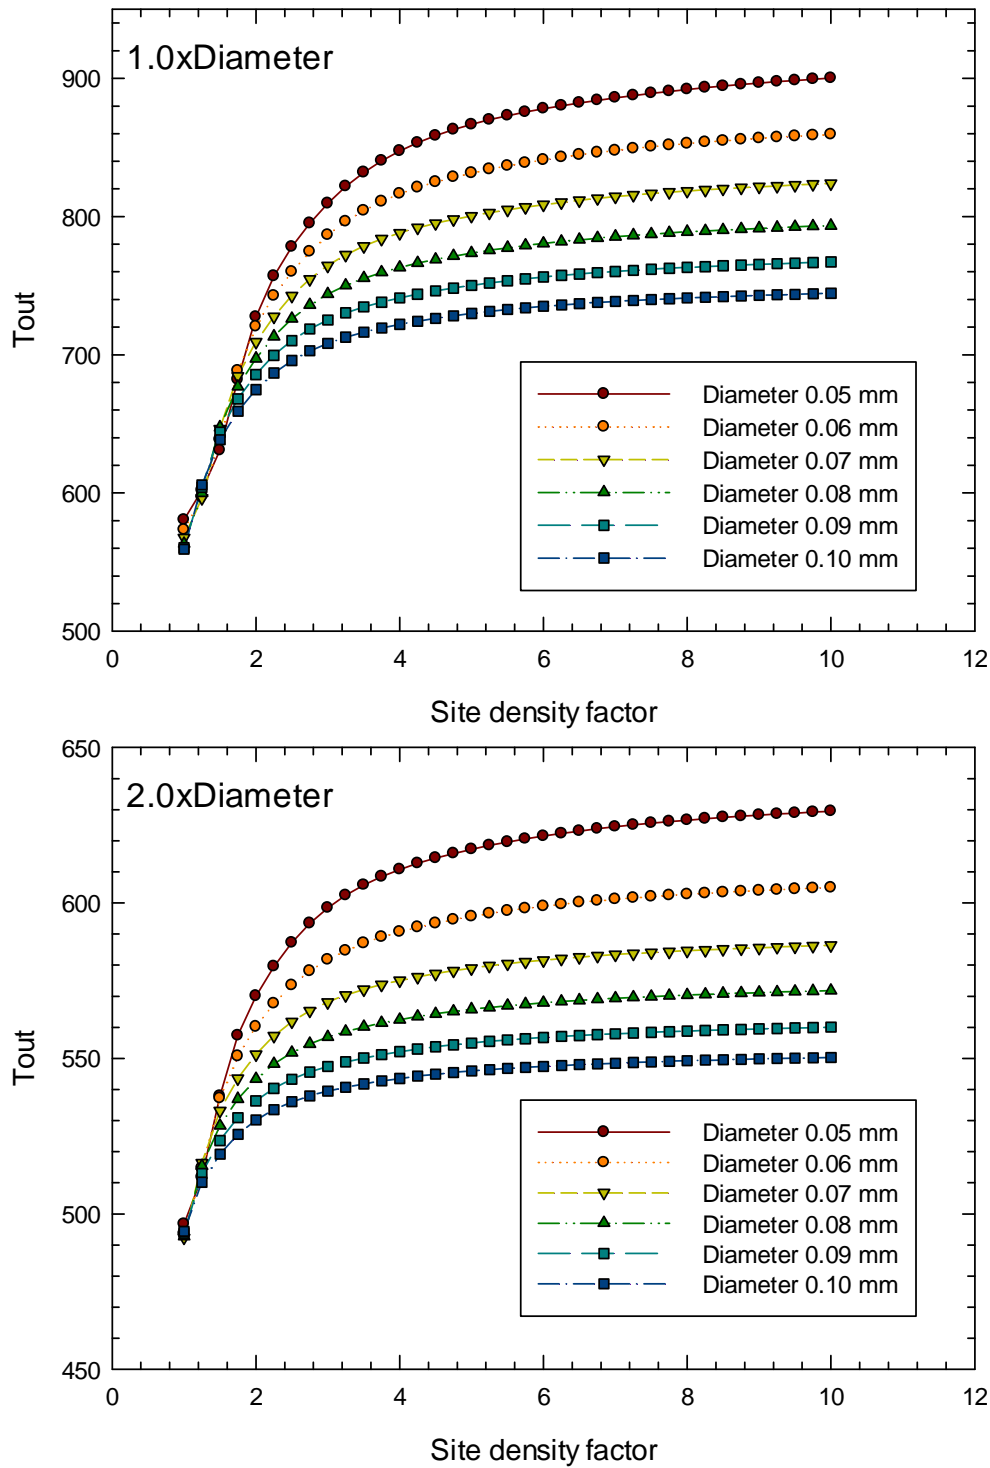 1.0xDiameter
900
800
700
600
500
Tout
Diameter 0.05 mm
Diameter 0.06 mm
Diameter 0.07 mm
Diameter 0.08 mm
Diameter 0.09 mm
Diameter 0.10 mm
0 2 4 6 8 10 12
Site density factor
2.0xDiameter
650
600
550
500
450
Tout
Diameter 0.05 mm
Diameter 0.06 mm
Diameter 0.07 mm
Diameter 0.08 mm
Diameter 0.09 mm
Diameter 0.10 mm
0 2 4 6 8 10 12
Site density factor